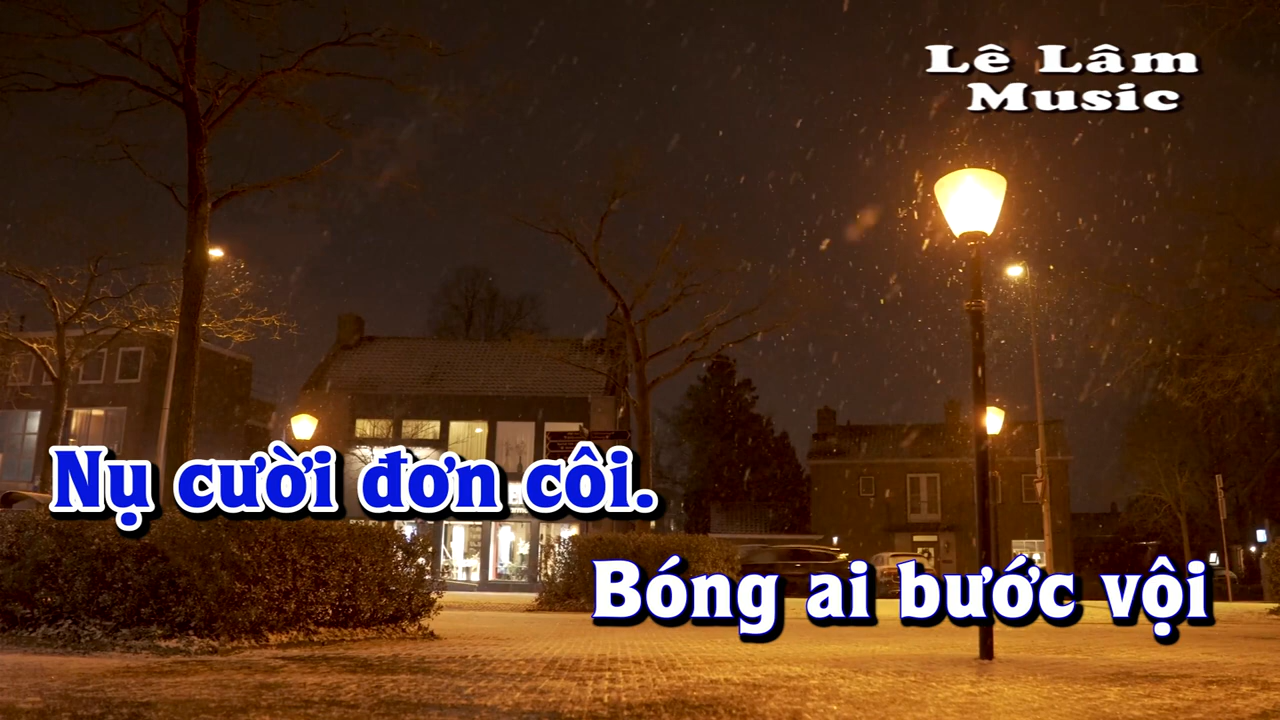 Lê Lâm
Music
Nụ cười đơn côi.
Bóng ai bước vội